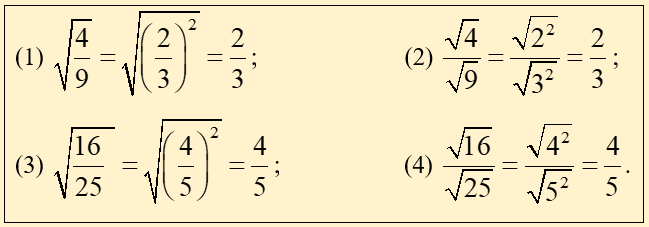 (1) √(4/9) = √((2/3)²) = 2/3 ; (2) √4/√9 = √2²/√3² = 2/3 ;
(3) √(16/25) = √((4/5)²) = 4/5 ; (4) √16/√25 = √4²/√5² = 4/5 .